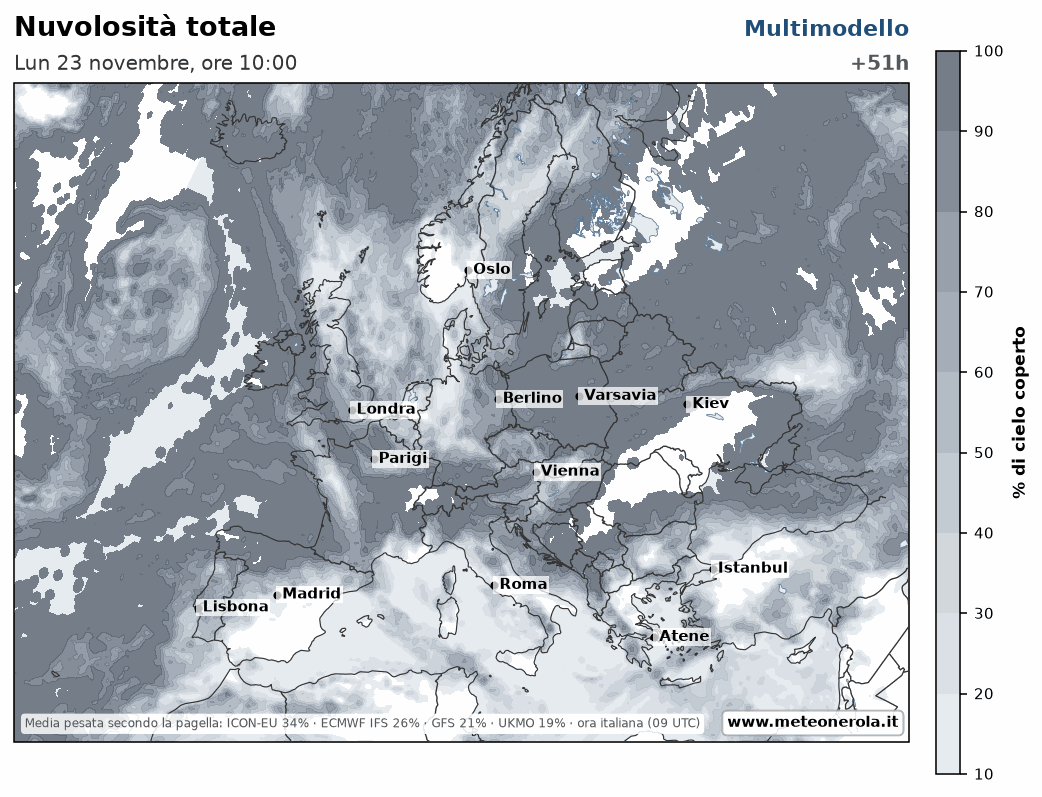 Nuvolosità totale
Multimodello
Lun 23 novembre, ore 10:00
+51h
100
90
80
70
60
50
40
30
20
10
% di cielo coperto
Oslo
Berlino
Varsavia
Kiev
Londra
Parigi
Vienna
Istanbul
Roma
Madrid
Lisbona
Atene
Media pesata secondo la pagella: ICON-EU 34% · ECMWF IFS 26% · GFS 21% · UKMO 19% · ora italiana (09 UTC)
www.meteonerola.it